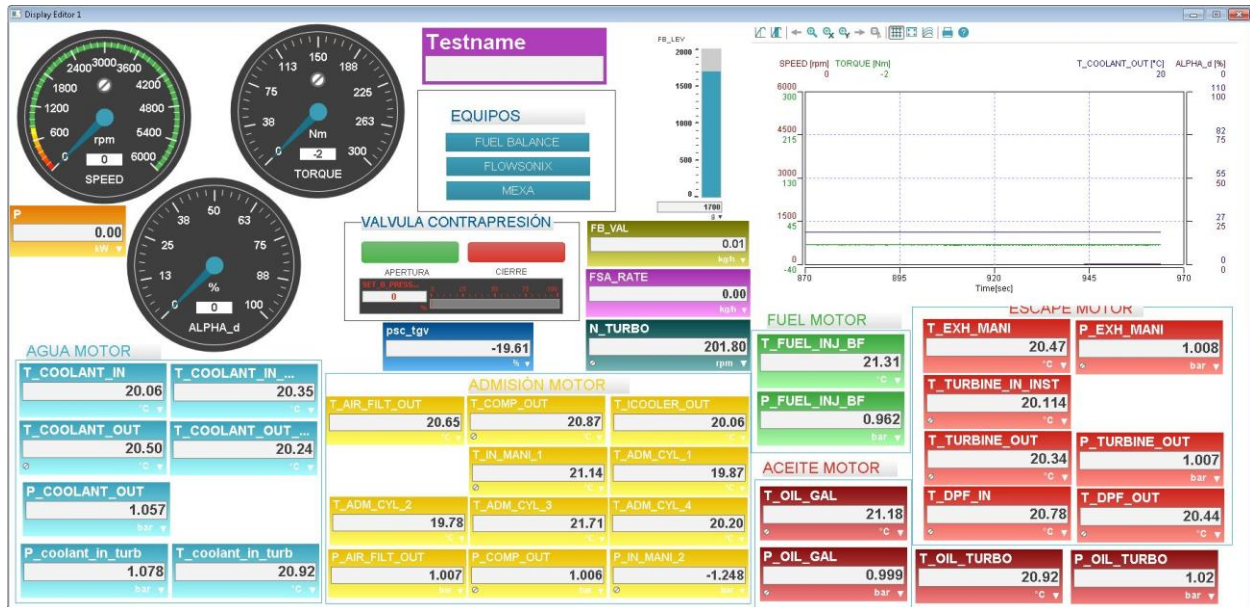 Display Editor 1
0
600
1200
1800
2400
3000
3600
4200
4800
5400
6000
rpm
0
SPEED
0
38
75
113
150
188
225
263
300
Nm
-2
TORQUE
Testname
EQUIPOS
FUEL BALANCE
FLOWSONIX
MEXA
FB_LEV
2000
1500
1000
500
0
1700
g
SPEED [rpm] TORQUE [Nm] T_COOLANT_OUT [°C] ALPHA_d [%]
0 -2 20 0
6000 300 110 100
4500 215 82 75
3000 130 55 50
1500 45 27 25
0 -40 0 0
870 895 920 945 970
Time[sec]
P
0.00
kW
0
13
25
38
50
63
75
88
100
%
0
ALPHA_d
VALVULA CONTRAPRESIÓN
APERTURA CIERRE
SET_B_PRESS...
0
%
0 25 50 75 100
FB_VAL
0.01
kg/h
FSA_RATE
0.00
kg/h
psc_tgv
-19.61
%
N_TURBO
201.80
rpm
AGUA MOTOR
T_COOLANT_IN T_COOLANT_IN_...
20.06 20.35
°C °C
T_COOLANT_OUT T_COOLANT_OUT_...
20.50 20.24
°C °C
P_COOLANT_OUT
1.057
bar
P_coolant_in_turb T_coolant_in_turb
1.078 20.92
bar °C
ADMISIÓN MOTOR
T_AIR_FILT_OUT T_COMP_OUT T_ICOOLER_OUT
20.65 20.87 20.06
°C °C °C
T_IN_MANI_1 T_ADM_CYL_1
21.14 19.87
°C °C
T_ADM_CYL_2 T_ADM_CYL_3 T_ADM_CYL_4
19.78 21.71 20.20
°C °C °C
P_AIR_FILT_OUT P_COMP_OUT P_IN_MANI_2
1.007 1.006 -1.248
bar bar bar
FUEL MOTOR
T_FUEL_INJ_BF
21.31
°C
P_FUEL_INJ_BF
0.962
bar
ACEITE MOTOR
T_OIL_GAL
21.18
°C
P_OIL_GAL
0.999
bar
ESCAPE MOTOR
T_EXH_MANI P_EXH_MANI
20.47 1.008
°C bar
T_TURBINE_IN_INST
20.114
°C
T_TURBINE_OUT P_TURBINE_OUT
20.34 1.007
°C bar
T_DPF_IN T_DPF_OUT
20.78 20.44
°C °C
T_OIL_TURBO P_OIL_TURBO
20.92 1.02
°C bar